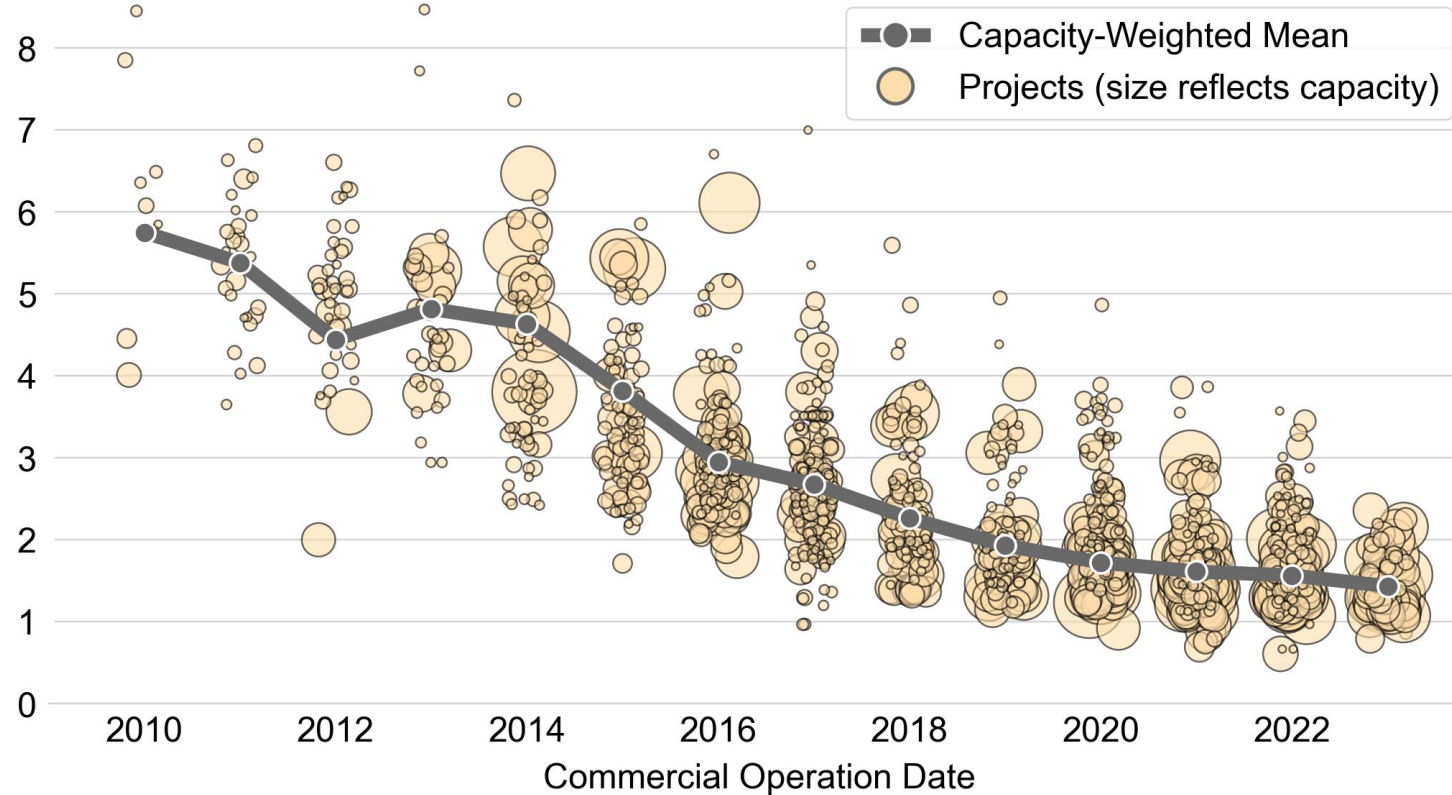 Capacity-Weighted Mean
Projects (size reflects capacity)
8
7
6
5
4
3
2
1
0
2010 2012 2014 2016 2018 2020 2022
Commercial Operation Date